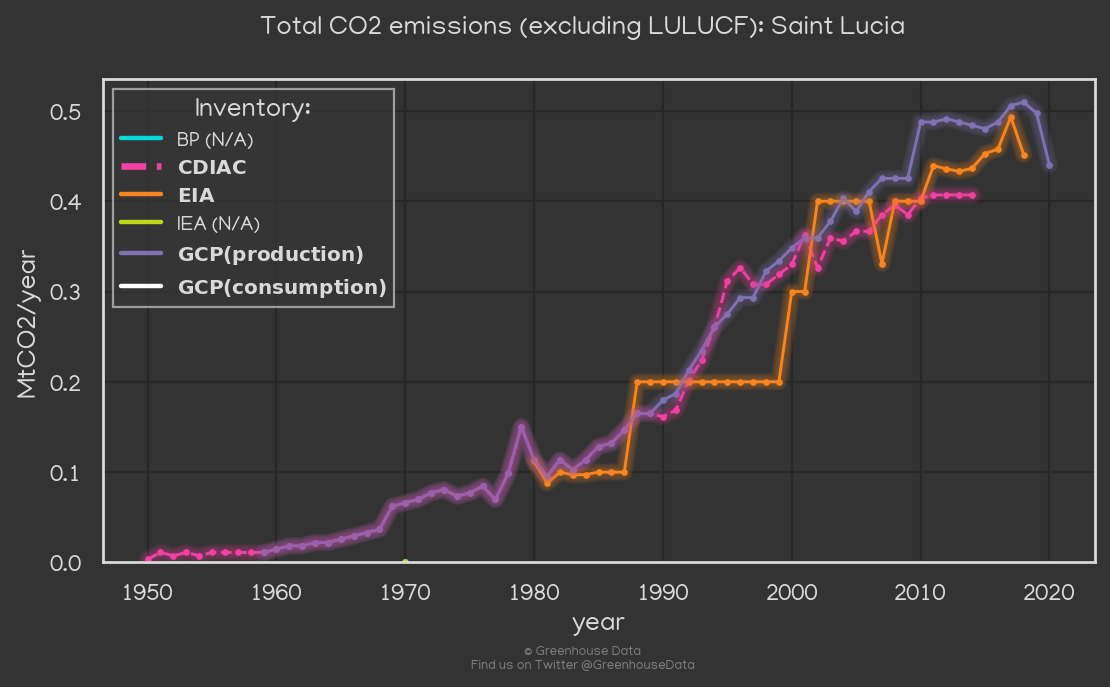 Total CO2 emissions (excluding LULUCF): Saint Lucia
Inventory:
BP (N/A)
CDIAC
EIA
IEA (N/A)
GCP(production)
GCP(consumption)
MtCO2/year
0.5
0.4
0.3
0.2
0.1
0.0
1950 1960 1970 1980 1990 2000 2010 2020
year
© Greenhouse Data
Find us on Twitter @GreenhouseData